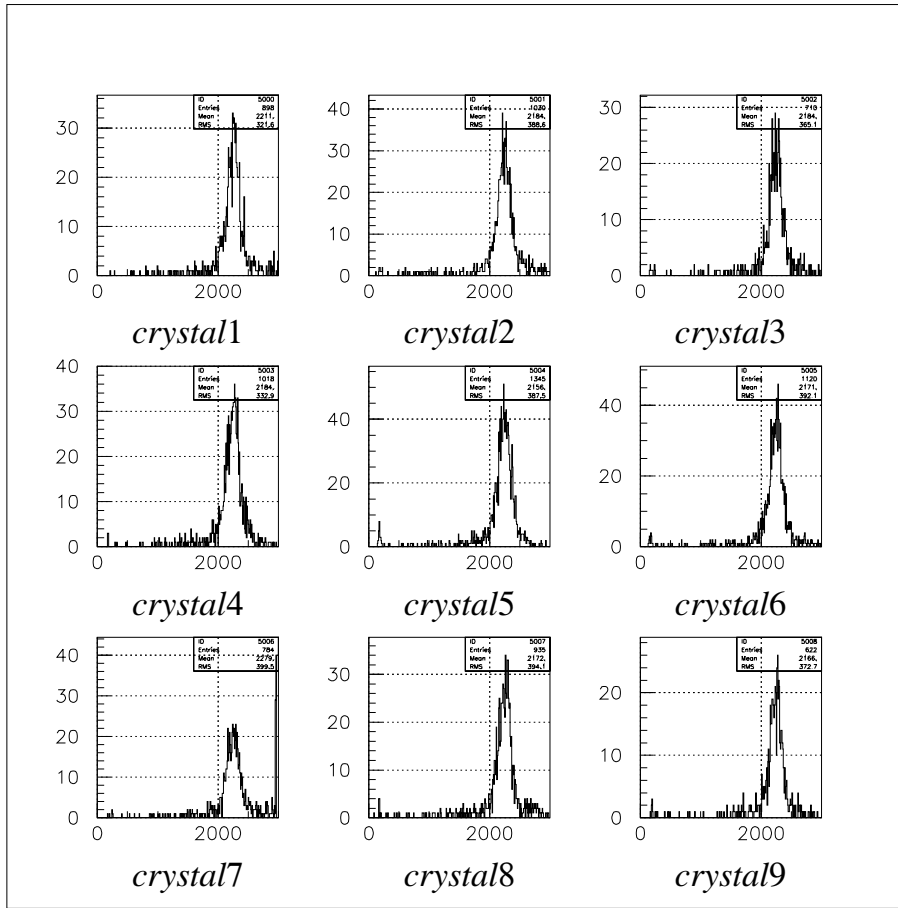 ID 5000
Entries 898
Mean 2211.
RMS 321.6
30
20
10
0
0 2000
crystal1
ID 5001
Entries 1030
Mean 2184.
RMS 388.6
40
30
20
10
0
0 2000
crystal2
ID 5002
Entries
Mean 2184.
RMS 365.1
30
20
10
0
0 2000
crystal3
ID 5003
Entries 1018
Mean 2184.
RMS 332.9
40
30
20
10
0
0 2000
crystal4
ID 5004
Entries 1345
Mean 2156.
RMS 387.5
40
20
0
0 2000
crystal5
ID 5005
Entries 1120
Mean 2171.
RMS 392.1
40
20
0
0 2000
crystal6
ID 5006
Entries 784
Mean 2279.
RMS 399.5
40
30
20
10
0
0 2000
crystal7
ID 5007
Entries 935
Mean 2172.
RMS 394.1
30
20
10
0
0 2000
crystal8
ID 5008
Entries 622
Mean 2166.
RMS 372.7
20
10
0
0 2000
crystal9